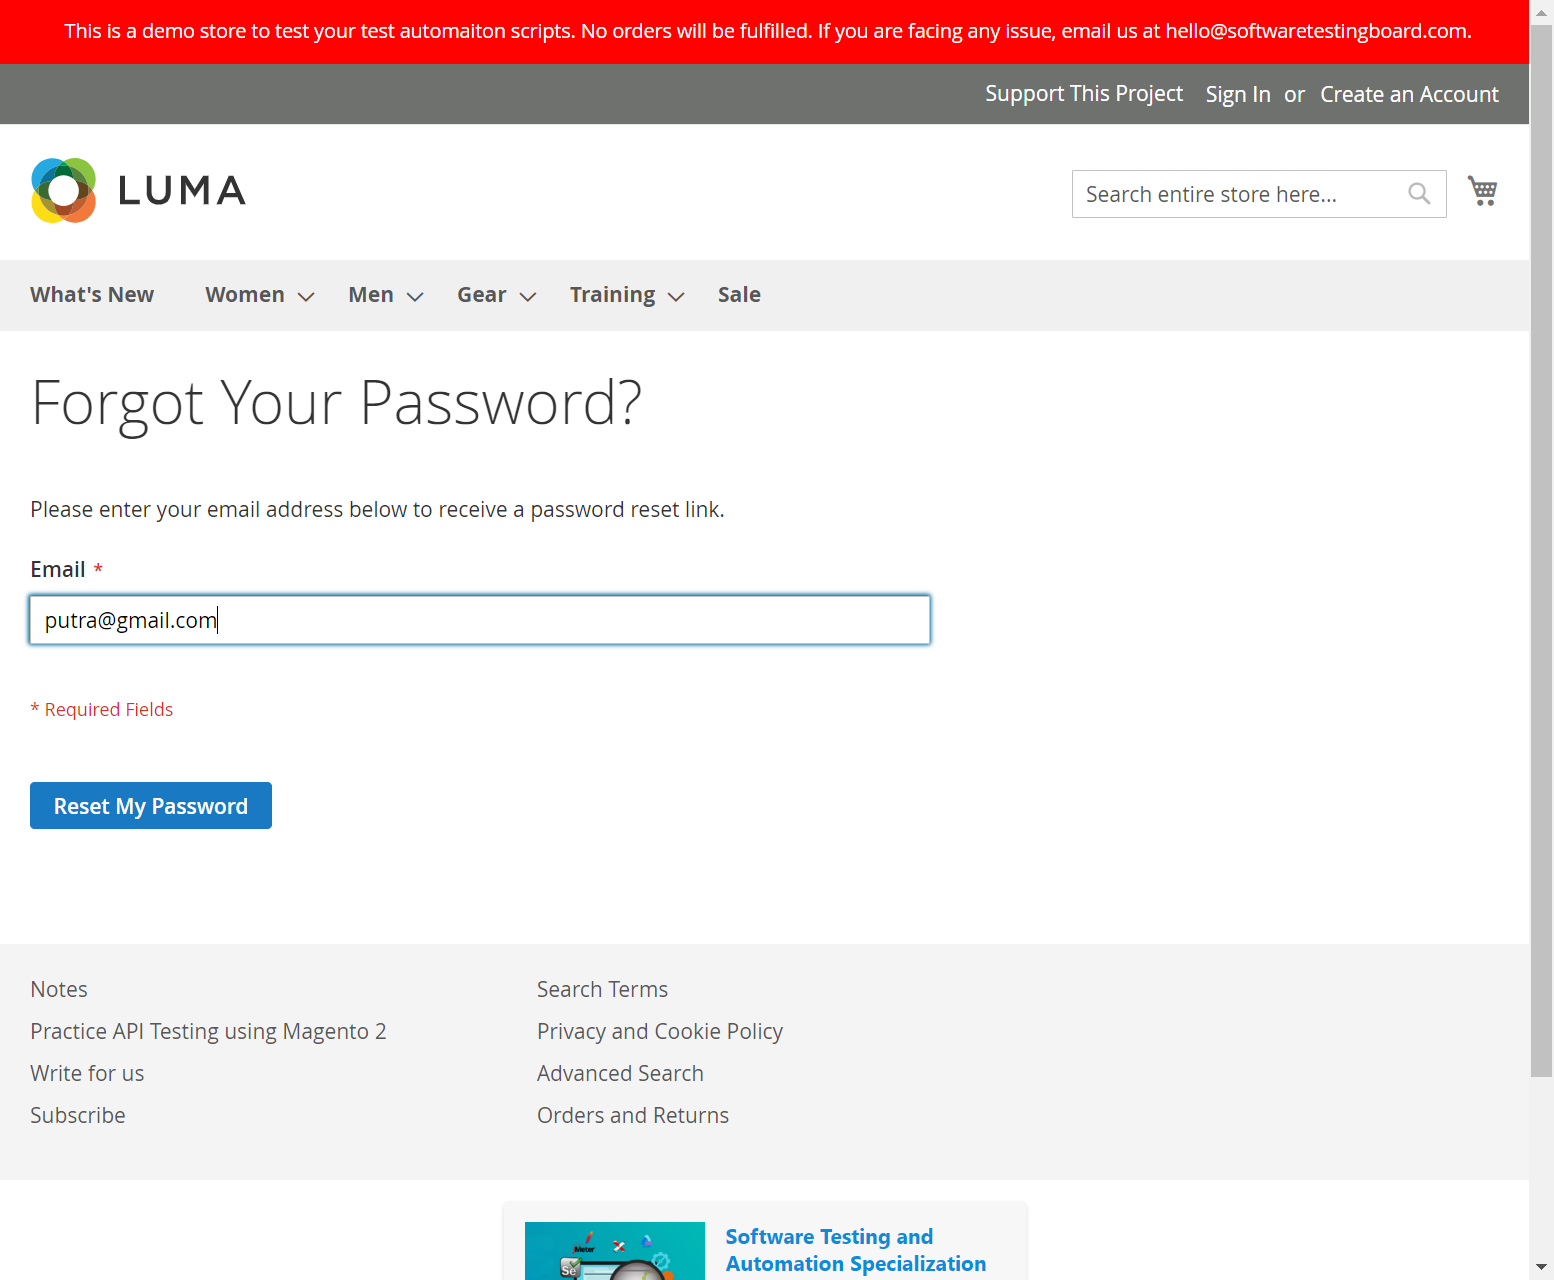 This is a demo store to test your test automaiton scripts. No orders will be fulfilled. If you are facing any issue, email us at hello@softwaretestingboard.com.
Support This Project Sign In or Create an Account
LUMA
Search entire store here...
What's New Women Men Gear Training Sale
Forgot Your Password?
Please enter your email address below to receive a password reset link.
Email *
putra@gmail.com
* Required Fields
Reset My Password
Notes
Practice API Testing using Magento 2
Write for us
Subscribe
Search Terms
Privacy and Cookie Policy
Advanced Search
Orders and Returns
Meter
Se
Software Testing and
Automation Specialization